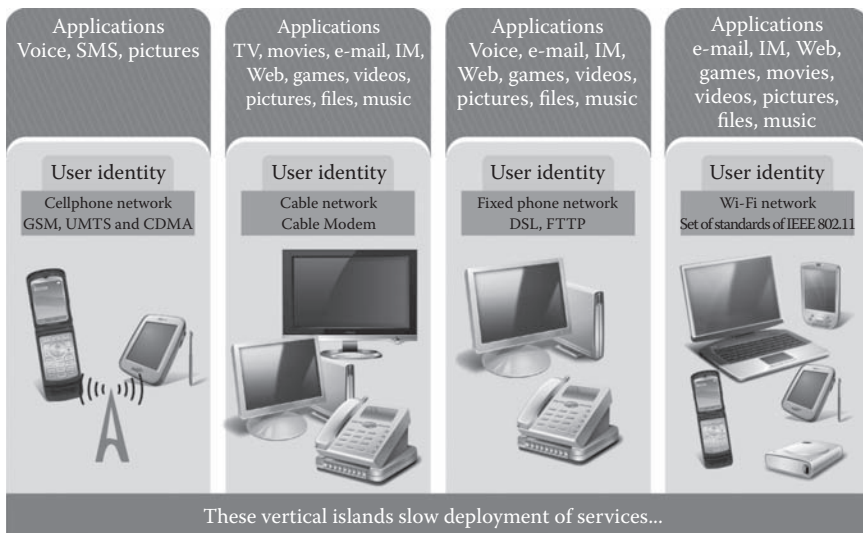 Applications
Voice, SMS, pictures
User identity
Cellphone network
GSM, UMTS and CDMA
Applications
TV, movies, e-mail, IM,
Web, games, videos,
pictures, files, music
User identity
Cable network
Cable Modem
Applications
Voice, e-mail, IM,
Web, games, videos,
pictures, files, music
User identity
Fixed phone network
DSL, FTTP
Applications
e-mail, IM, Web,
games, movies,
videos, pictures,
files, music
User identity
Wi-Fi network
Set of standards of IEEE 802.11
These vertical islands slow deployment of services...